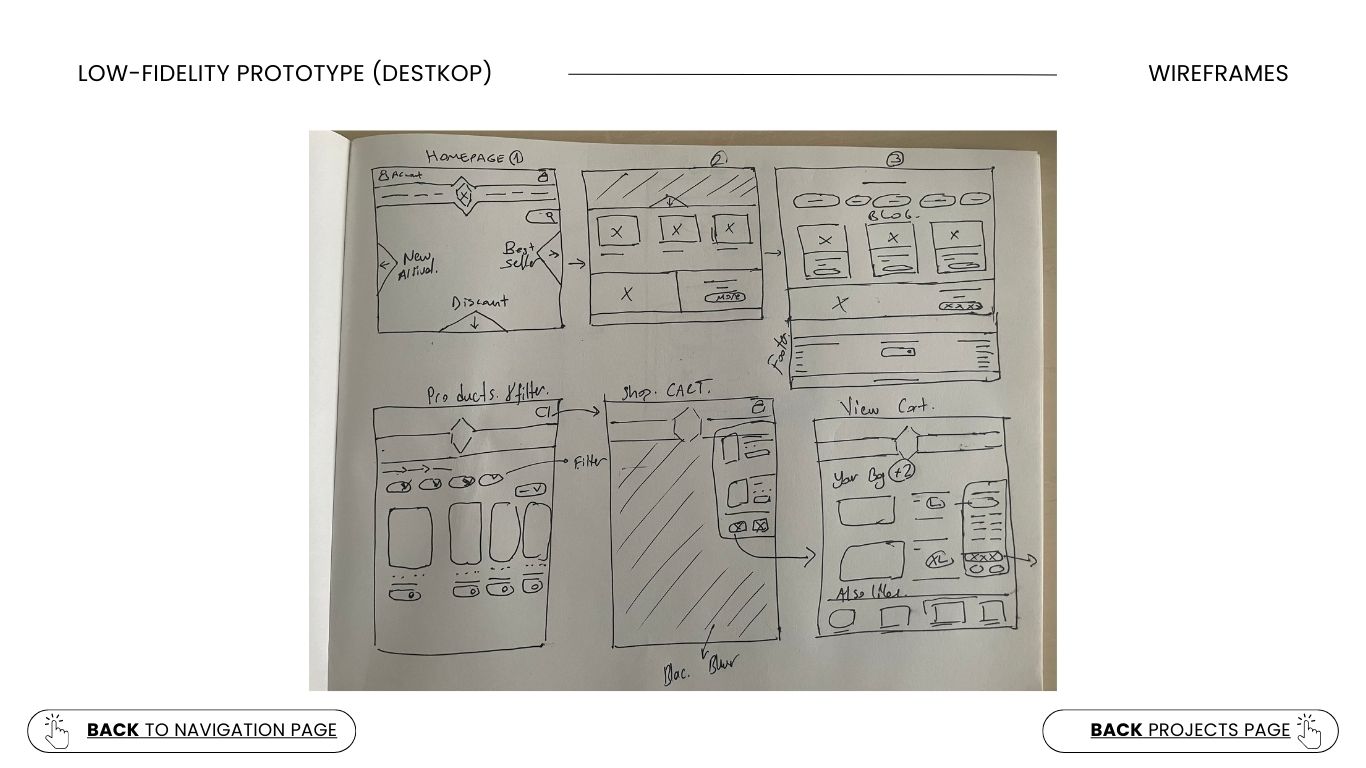 LOW-FIDELITY PROTOTYPE (DESTKOP)
WIREFRAMES
HOMEPAGE 1
2
3
Account
New
Arrival.
Best
seller
Discount
MORE
BLOG.
XXXX
Footer
Products. & filter.
Filter
Shop. CART.
Bac. Blur
View Cart.
Your Bag +2
L
XL
XXX
Also like.
BACK TO NAVIGATION PAGE
BACK PROJECTS PAGE